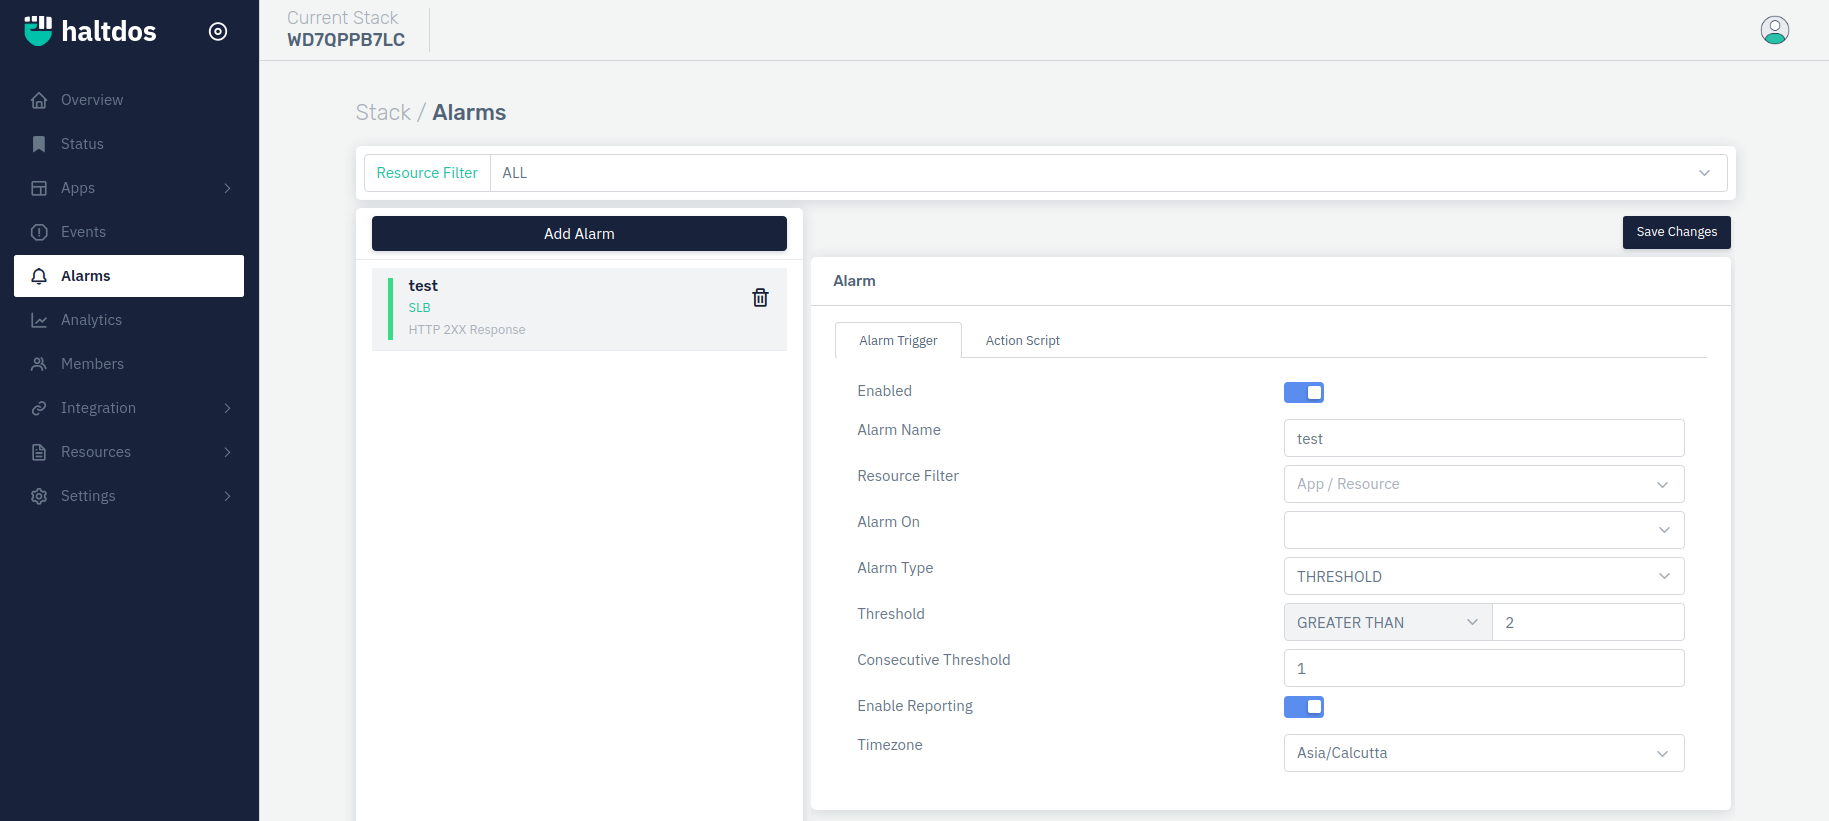 haltdos
Overview
Status
Apps
Events
Alarms
Analytics
Members
Integration
Resources
Settings
Current Stack
WD7QPPB7LC
Stack / Alarms
Resource Filter ALL
Add Alarm
test
SLB
HTTP 2XX Response
Save Changes
Alarm
Alarm Trigger Action Script
Enabled
Alarm Name test
Resource Filter App / Resource
Alarm On
Alarm Type THRESHOLD
Threshold GREATER THAN 2
Consecutive Threshold 1
Enable Reporting
Timezone Asia/Calcutta